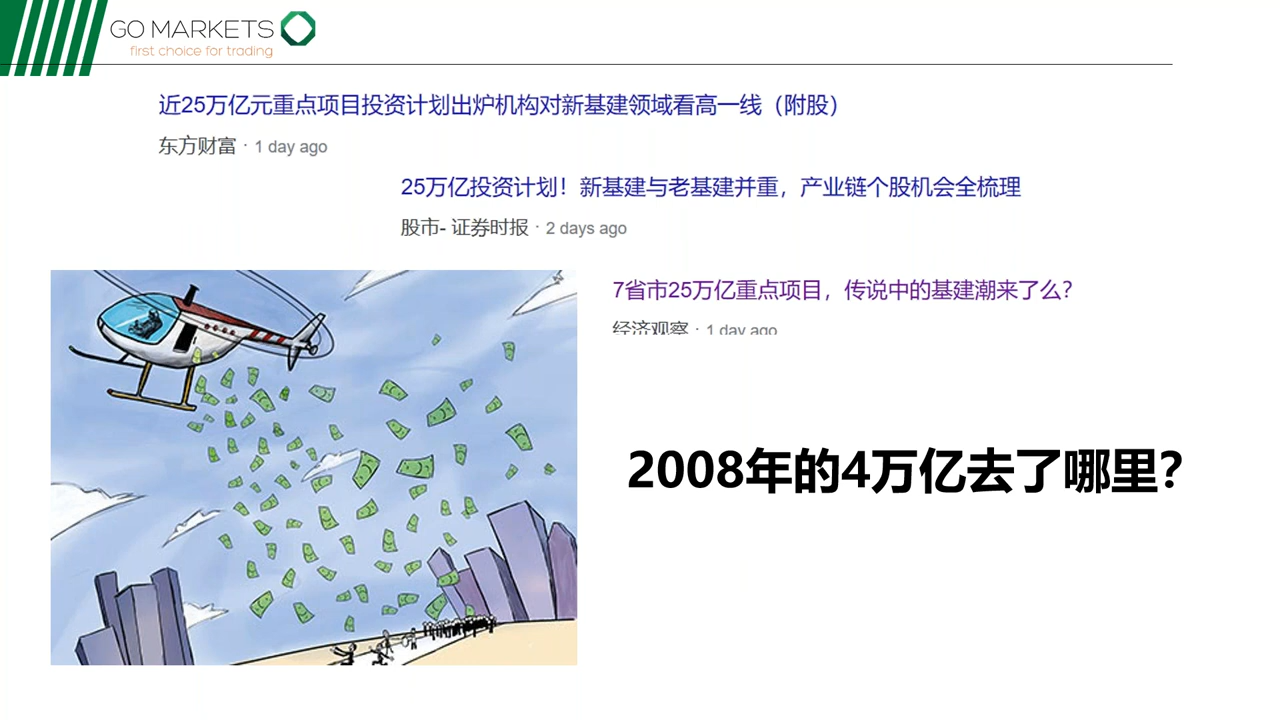 GO MARKETS
first choice for trading
近25万亿元重点项目投资计划出炉机构对新基建领域看高一线（附股）
东方财富 · 1 day ago
25万亿投资计划！新基建与老基建并重，产业链个股机会全梳理
股市- 证券时报 · 2 days ago
7省市25万亿重点项目，传说中的基建潮来了么？
经济观察 · 1 day ago
2008年的4万亿去了哪里？